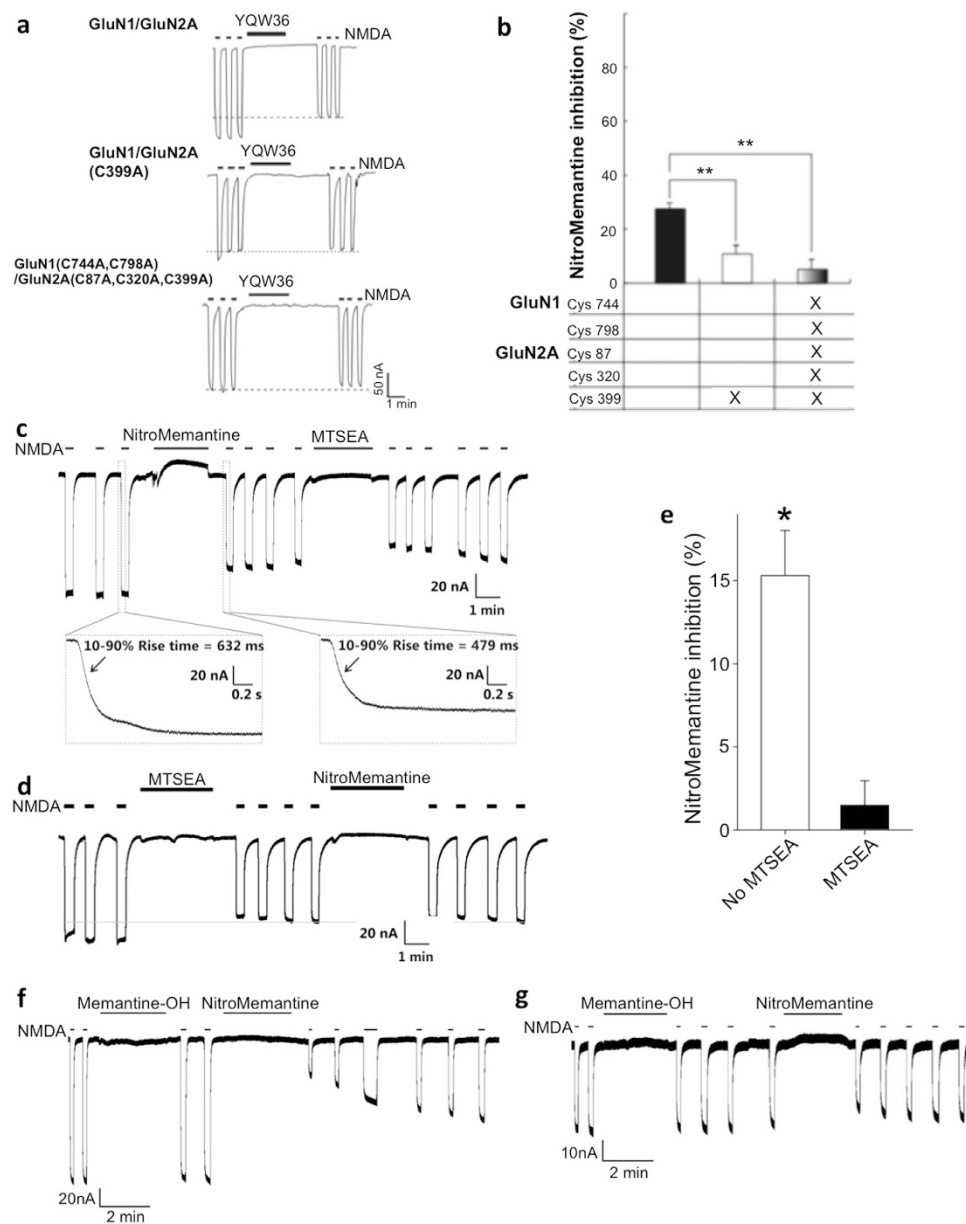 a
GluN1/GluN2A
YQW36
NMDA
GluN1/GluN2A
(C399A)
YQW36
NMDA
GluN1(C744A,C798A)
/GluN2A(C87A,C320A,C399A)
YQW36
NMDA
50 nA
1 min
b
NitroMemantine inhibition (%)
80
60
40
20
0
**
**
GluN1 Cys 744 X
Cys 798 X
GluN2A Cys 87 X
Cys 320 X
Cys 399 X X
c
NMDA
NitroMemantine
MTSEA
20 nA
1 min
10-90% Rise time = 632 ms
20 nA
0.2 s
10-90% Rise time = 479 ms
20 nA
0.2 s
d
NMDA
MTSEA
NitroMemantine
20 nA
1 min
e
NitroMemantine inhibition (%)
15
10
5
0
*
No MTSEA
MTSEA
f
NMDA
Memantine-OH
NitroMemantine
20nA
2 min
g
NMDA
Memantine-OH
NitroMemantine
10nA
2 min